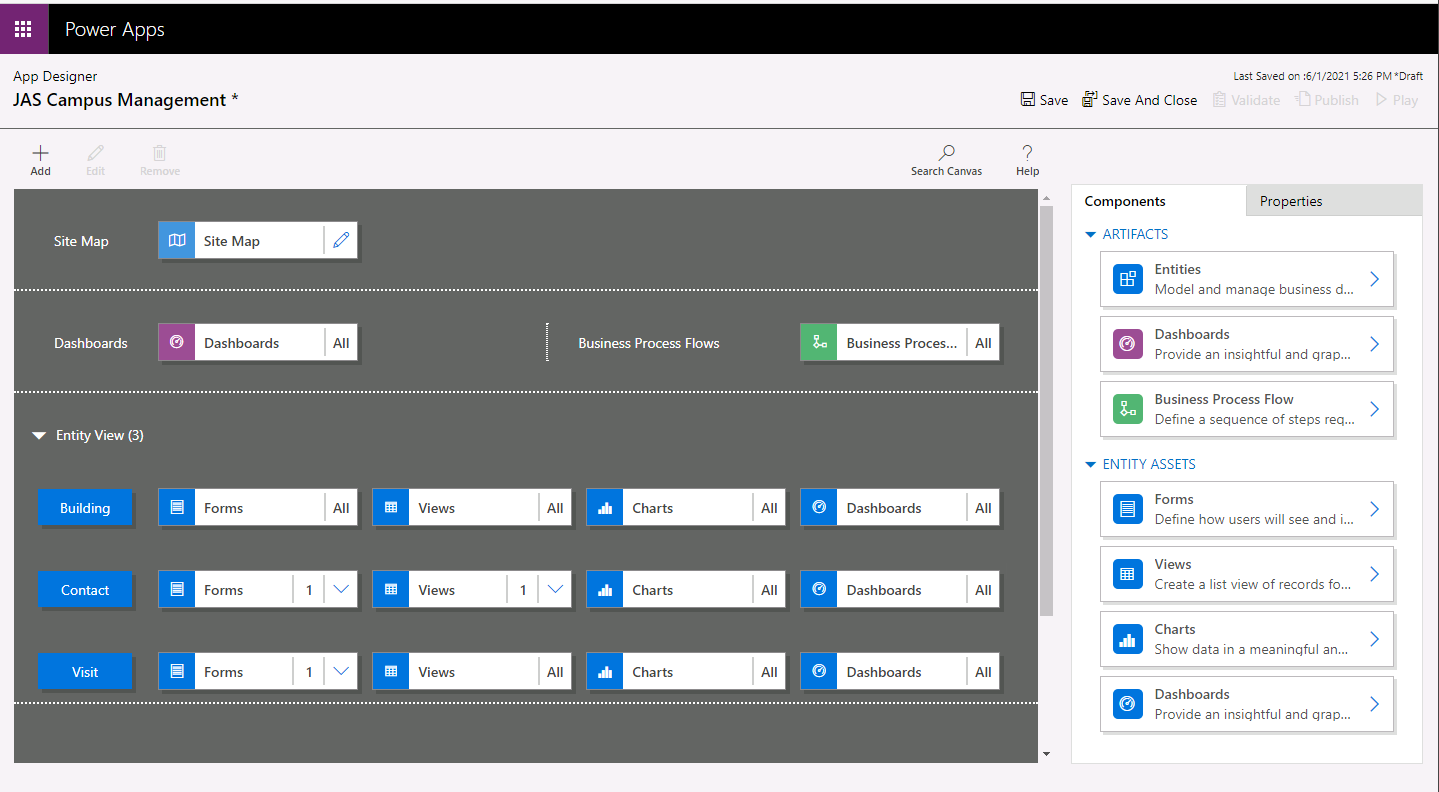 Power Apps
App Designer
Last Saved on :6/1/2021 5:26 PM *Draft
JAS Campus Management *
Save
Save And Close
Validate
Publish
Play
Add
Edit
Remove
Search Canvas
? Help
Components
Properties
Site Map
Site Map
Dashboards
Dashboards
All
Business Process Flows
Business Proces...
All
Entity View (3)
Building
Forms
All
Views
All
Charts
All
Dashboards
All
Contact
Forms
1
Views
1
Charts
All
Dashboards
All
Visit
Forms
1
Views
All
Charts
All
Dashboards
All
ARTIFACTS
Entities
Model and manage business d...
Dashboards
Provide an insightful and grap...
Business Process Flow
Define a sequence of steps req...
ENTITY ASSETS
Forms
Define how users will see and i...
Views
Create a list view of records fo...
Charts
Show data in a meaningful an...
Dashboards
Provide an insightful and grap...